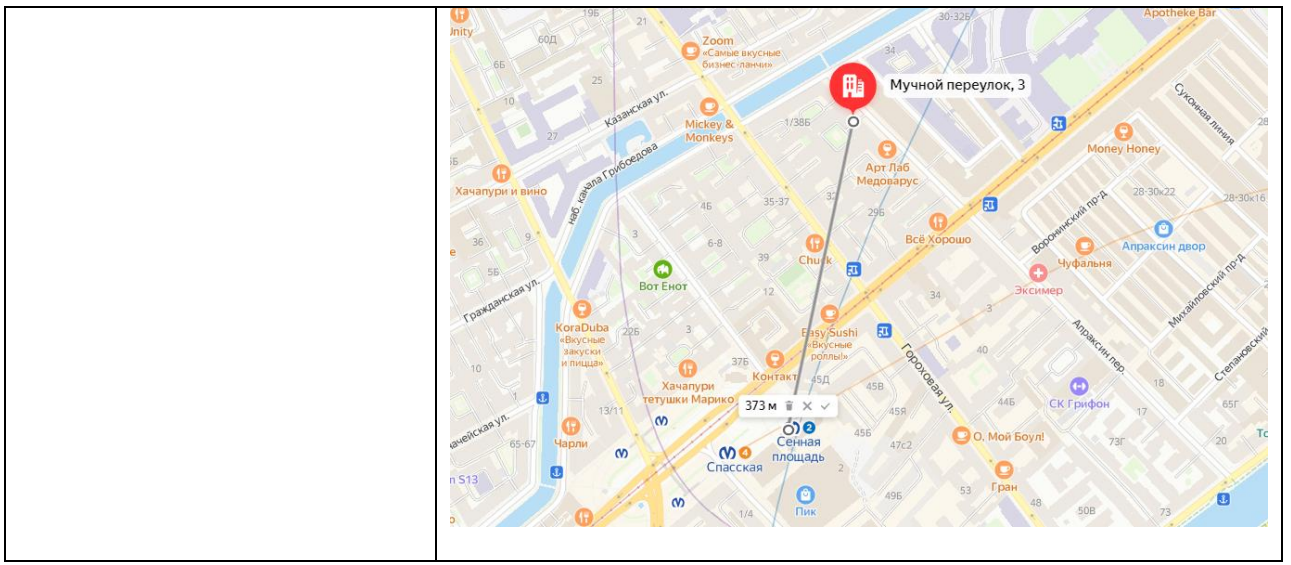 Jnity
19Б
21
60Д
Zoom
«Самые вкусные
бизнес-ланчи»
30-32Б
Apotheke Bar
34
6Б
25
10
Казанская ул.
Mickey &
Monkeys
1/38Б
Мучной переулок, 3
Суконная линия
28
27
наб. канала Грибоедова
Money Honey
Хачапури и вино
Арт Лаб
Медоварус
4Б
35-37
32
29Б
28-30к22
28-30к16
Воронинский пр-д
36
9
3
6-8
39
Chuck
Всё Хорошо
Чуфальня
Апраксин двор
5Б
Вот Енот
12
34
3
Эксимер
Михайловский пр-д
Гражданская ул.
KoraDuba
«Вкусные
закуски
и пицца»
22Б
3
Easy Sushi
«Вкусные
роллы!»
Гороховая ул.
40
Апраксин пер.
Степановский
10
37Б
Контакт
45Д
45В
18
Хачапури
тетушки Марико
373 м
44Б
СК Грифон
17
65Г
13/11
45Я
65-67
Чарли
2
Сенная
площадь
45Б
47с2
О, Мой Боул!
73Г
20
4
Спасская
2
n S13
Пик
49Б
53
Гран
48
50В
73
1/4